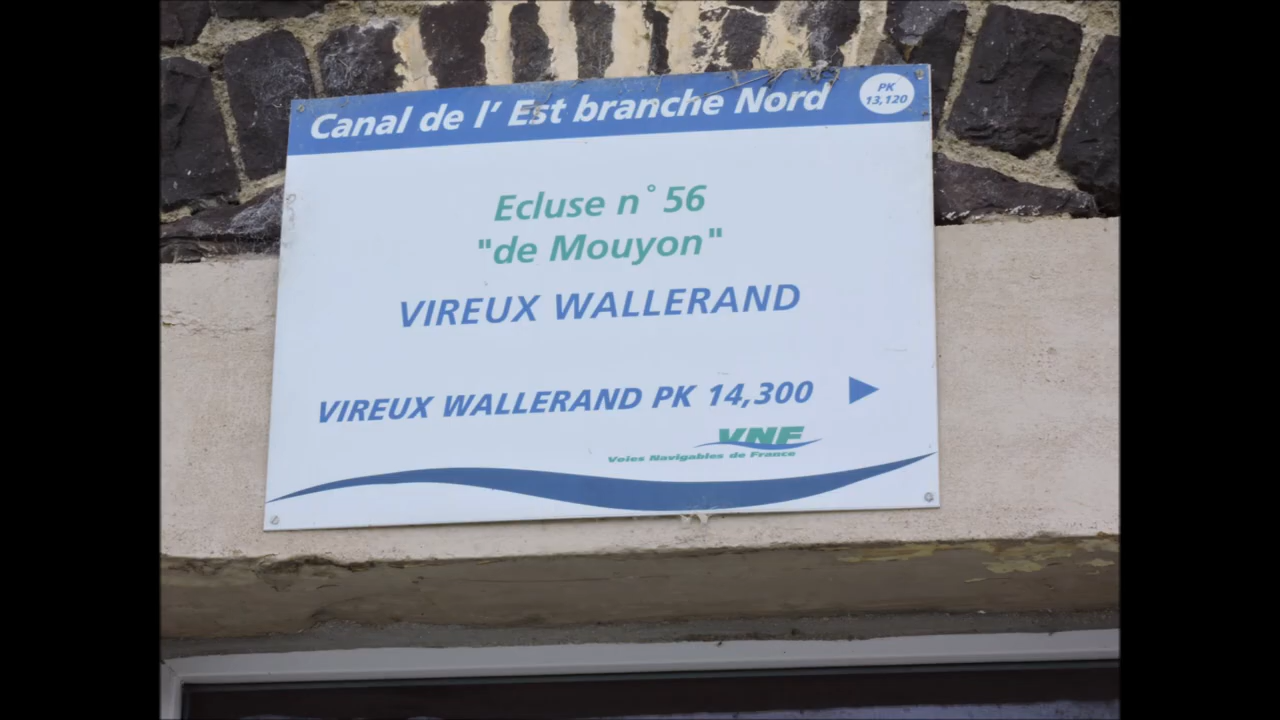 Canal de l' Est branche Nord
PK
13,120
Ecluse n° 56
"de Mouyon"
VIREUX WALLERAND
VIREUX WALLERAND PK 14,300
VNF
Voies Navigables de France